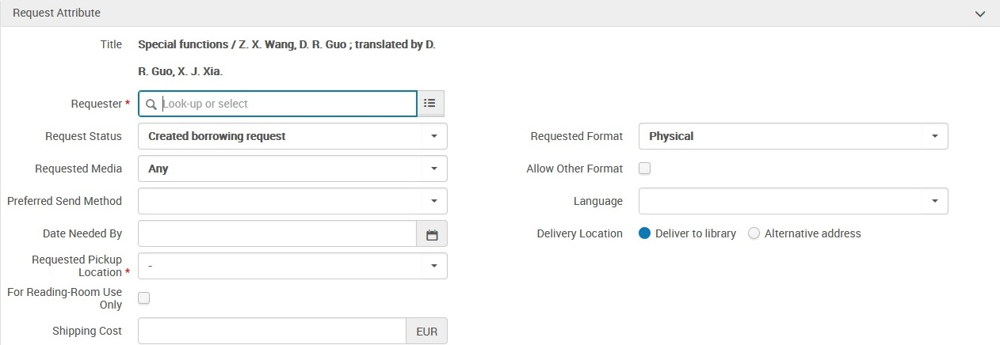 Request Attribute
Title Special functions / Z. X. Wang, D. R. Guo ; translated by D.
R. Guo, X. J. Xia.
Requester * Look-up or select
Request Status Created borrowing request Requested Format Physical
Requested Media Any Allow Other Format
Preferred Send Method Language
Date Needed By Delivery Location Deliver to library Alternative address
Requested Pickup
Location * -
For Reading-Room Use
Only
Shipping Cost EUR